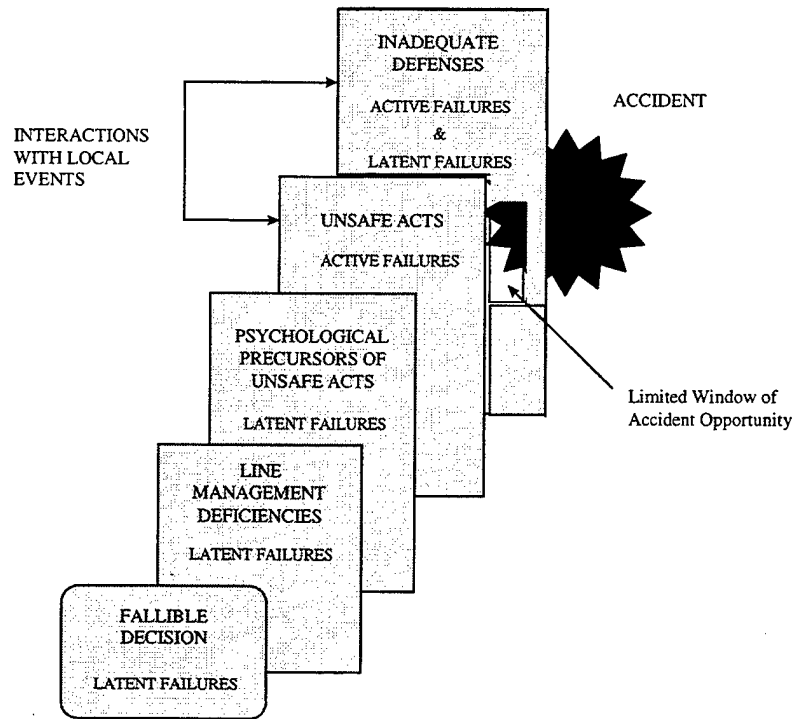 INADEQUATE
DEFENSES
ACTIVE FAILURES
&
LATENT FAILURES
ACCIDENT
INTERACTIONS
WITH LOCAL
EVENTS
UNSAFE ACTS
ACTIVE FAILURES
PSYCHOLOGICAL
PRECURSORS OF
UNSAFE ACTS
LATENT FAILURES
Limited Window of
Accident Opportunity
LINE
MANAGEMENT
DEFICIENCIES
LATENT FAILURES
FALLIBLE
DECISION
LATENT FAILURES